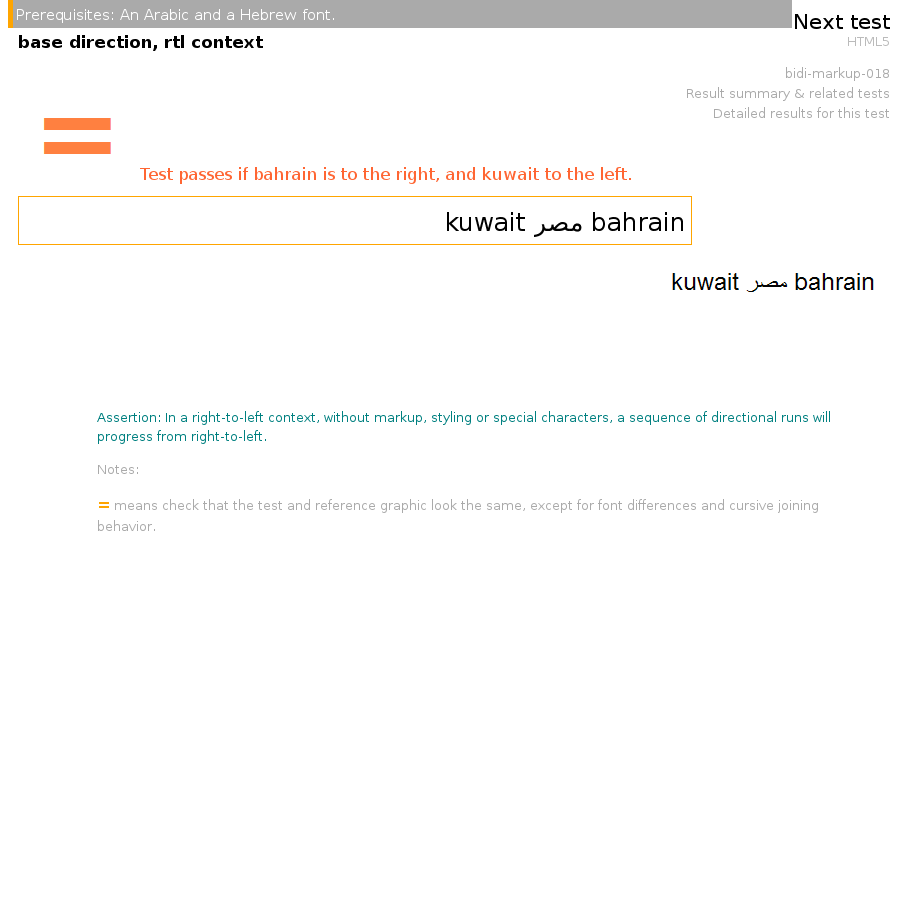 Prerequisites: An Arabic and a Hebrew font.
Next test
base direction, rtl context
HTML5
bidi-markup-018
Result summary & related tests
Detailed results for this test
Test passes if bahrain is to the right, and kuwait to the left.
kuwait مصر bahrain
kuwait مصر bahrain
Assertion: In a right-to-left context, without markup, styling or special characters, a sequence of directional runs will
progress from right-to-left.
Notes:
= means check that the test and reference graphic look the same, except for font differences and cursive joining
behavior.